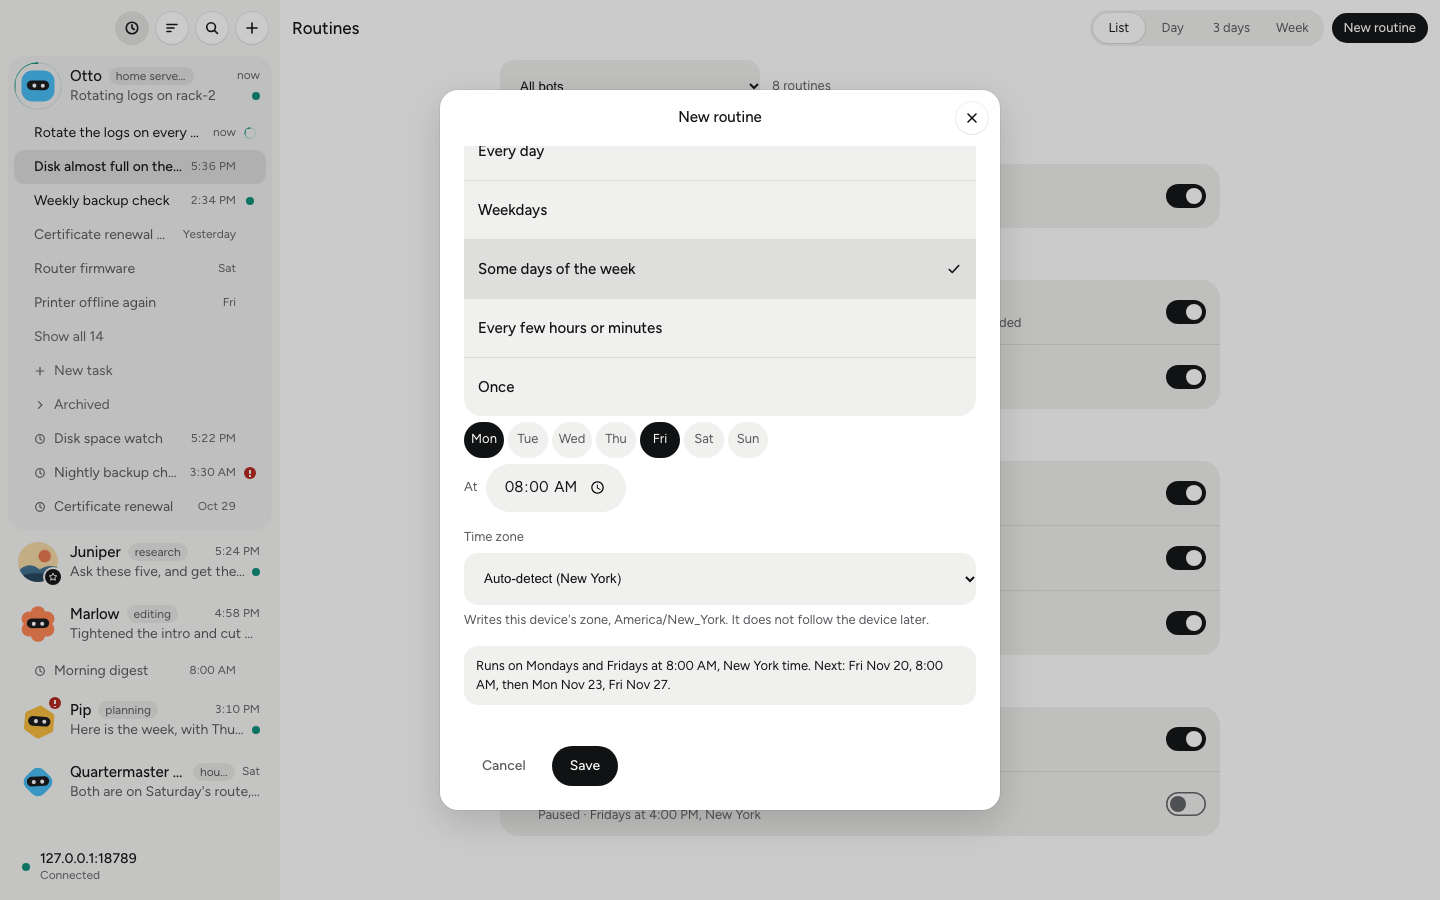 Routines
List
Day
3 days
Week
New routine
Otto
home serve...
now
Rotating logs on rack-2
Rotate the logs on every ...
now
Disk almost full on the...
5:36 PM
Weekly backup check
2:34 PM
Certificate renewal ...
Yesterday
Router firmware
Sat
Printer offline again
Fri
Show all 14
New task
Archived
Disk space watch
5:22 PM
Nightly backup ch...
3:30 AM
Certificate renewal
Oct 29
Juniper
research
5:24 PM
Ask these five, and get the...
Marlow
editing
4:58 PM
Tightened the intro and cut ...
Morning digest
8:00 AM
Pip
planning
3:10 PM
Here is the week, with Thu...
Quartermaster ...
hou...
Sat
Both are on Saturday's route,...
127.0.0.1:18789
Connected
All bots
8 routines
New routine
Every day
Weekdays
Some days of the week
Every few hours or minutes
Once
Mon
Tue
Wed
Thu
Fri
Sat
Sun
At
08:00 AM
Time zone
Auto-detect (New York)
Writes this device's zone, America/New_York. It does not follow the device later.
Runs on Mondays and Fridays at 8:00 AM, New York time. Next: Fri Nov 20, 8:00
AM, then Mon Nov 23, Fri Nov 27.
Cancel
Save
Paused · Fridays at 4:00 PM, New York